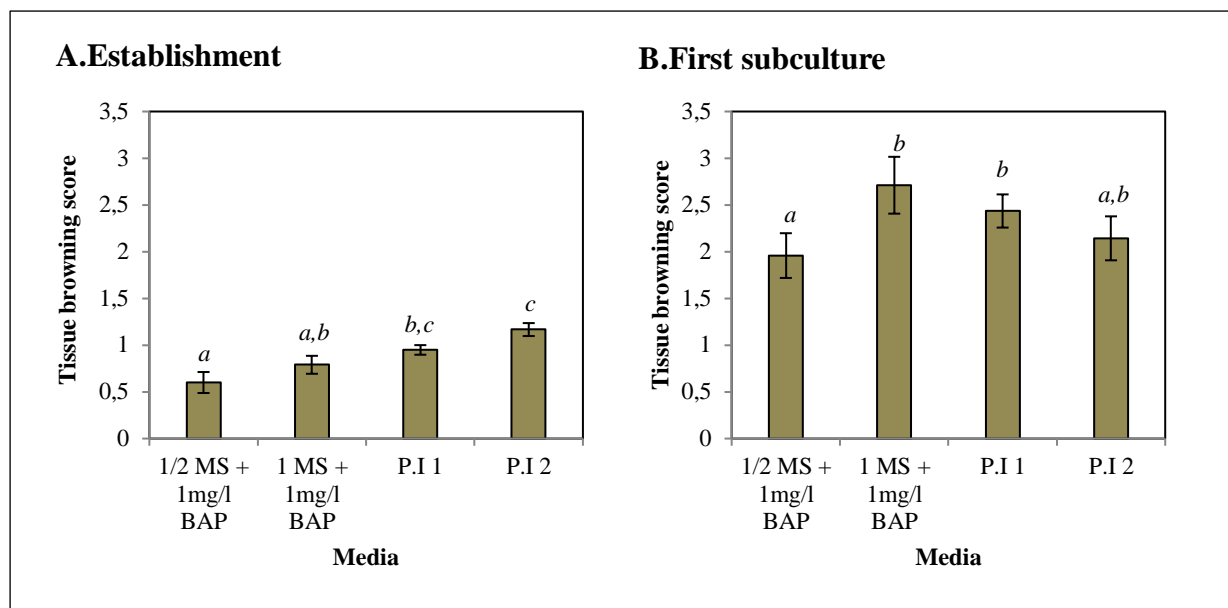 A.Establishment
Tissue browning score
3,5
3
2,5
2
1,5
1
0,5
0
a
a,b
b,c
c
1/2 MS +
1mg/l
BAP
1 MS +
1mg/l
BAP
P.I 1
P.I 2
Media
B.First subculture
Tissue browning score
3,5
3
2,5
2
1,5
1
0,5
0
a
b
b
a,b
1/2 MS +
1mg/l
BAP
1 MS +
1mg/l
BAP
P.I 1
P.I 2
Media